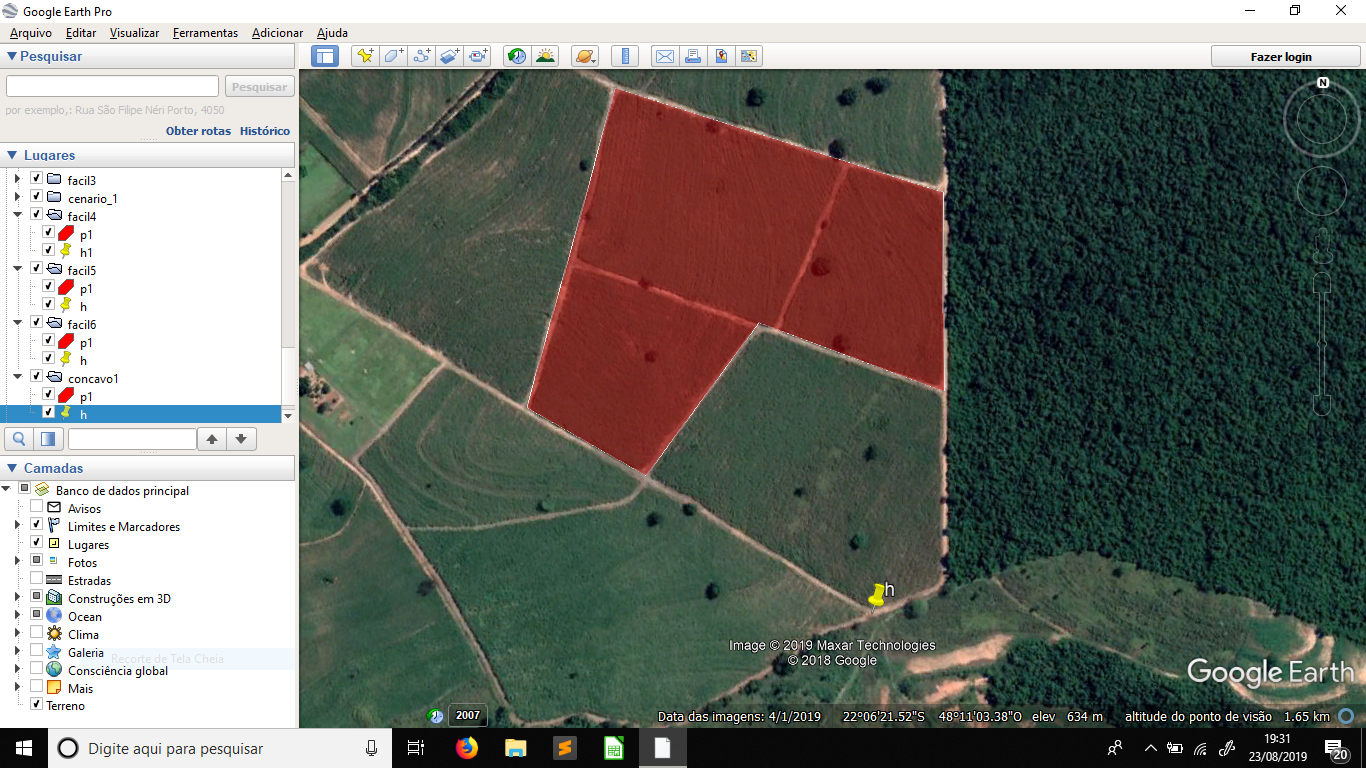 Google Earth Pro
Arquivo Editar Visualizar Ferramentas Adicionar Ajuda
Pesquisar
Fazer login
Pesquisar
por exemplo,: Rua São Filipe Néri Porto, 4050
Obter rotas Histórico
Lugares
facil3
cenario_1
facil4
p1
h1
facil5
p1
h
facil6
p1
h
concavo1
p1
h
Camadas
Banco de dados principal
Avisos
Limites e Marcadores
Lugares
Fotos
Estradas
Construções em 3D
Ocean
Clima
Galeria
Recorte de Tela Cheia
Consciência global
Mais
Terreno
N
h
Image © 2019 Maxar Technologies
© 2018 Google
Google Earth
2007
Data das imagens: 4/1/2019 22°06'21.52"S 48°11'03.38"O elev 634 m altitude do ponto de visão 1.65 km
Digite aqui para pesquisar
19:31
23/08/2019
20